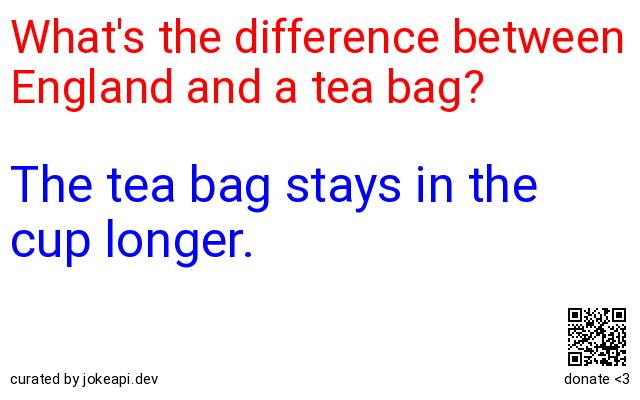 What's the difference between
England and a tea bag?
The tea bag stays in the
cup longer.
curated by jokeapi.dev
donate <3